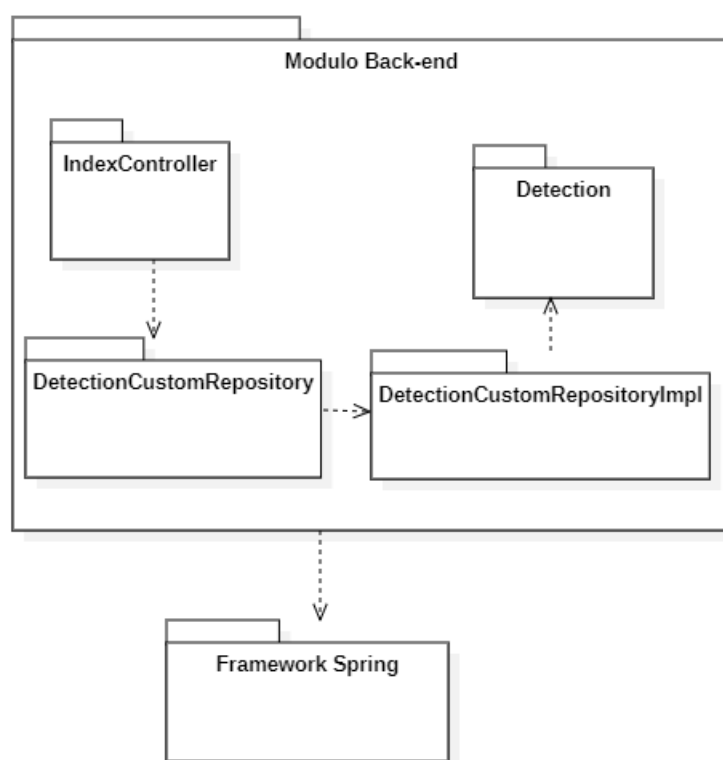 Modulo Back-end
IndexController
Detection
DetectionCustomRepository
DetectionCustomRepositoryImpl
Framework Spring